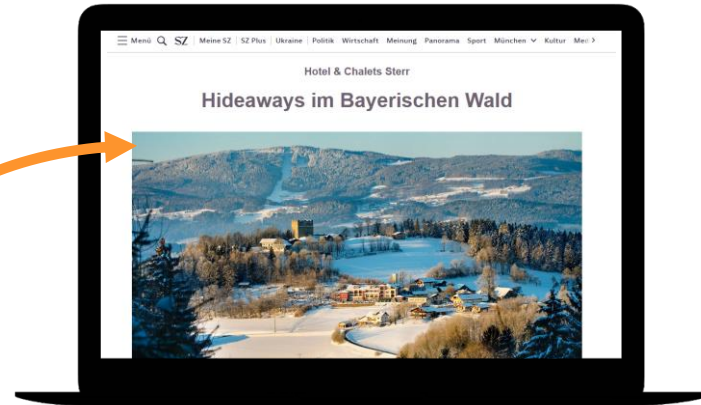 Menü SZ Meine SZ SZ Plus Ukraine Politik Wirtschaft Meinung Panorama Sport München Kultur
Hotel & Chalets Sterr
Hideaways im Bayerischen Wald